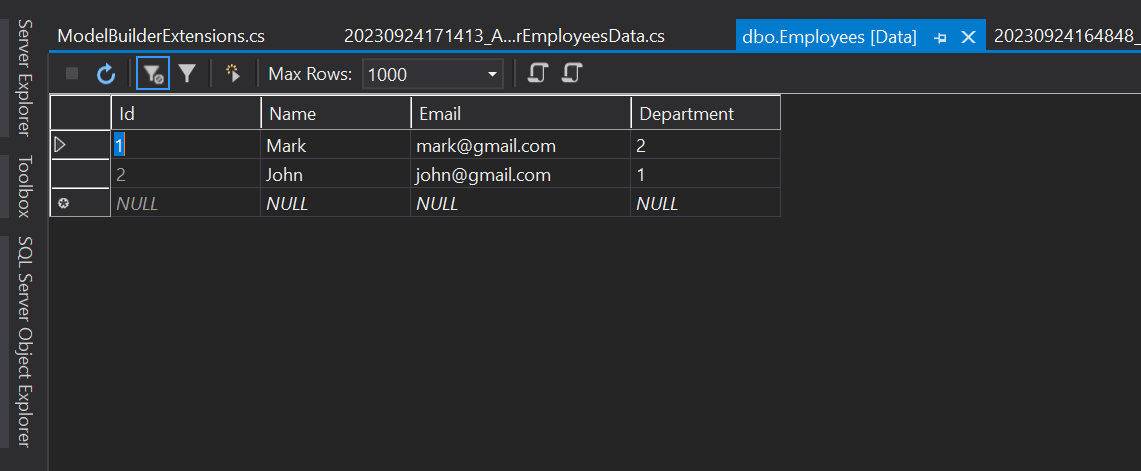 ModelBuilderExtensions.cs 20230924171413_A...rEmployeesData.cs dbo.Employees [Data] 20230924164848_
Max Rows: 1000
Id Name Email Department
1 Mark mark@gmail.com 2
2 John john@gmail.com 1
NULL NULL NULL NULL
Server Explorer
Toolbox
SQL Server Object Explorer